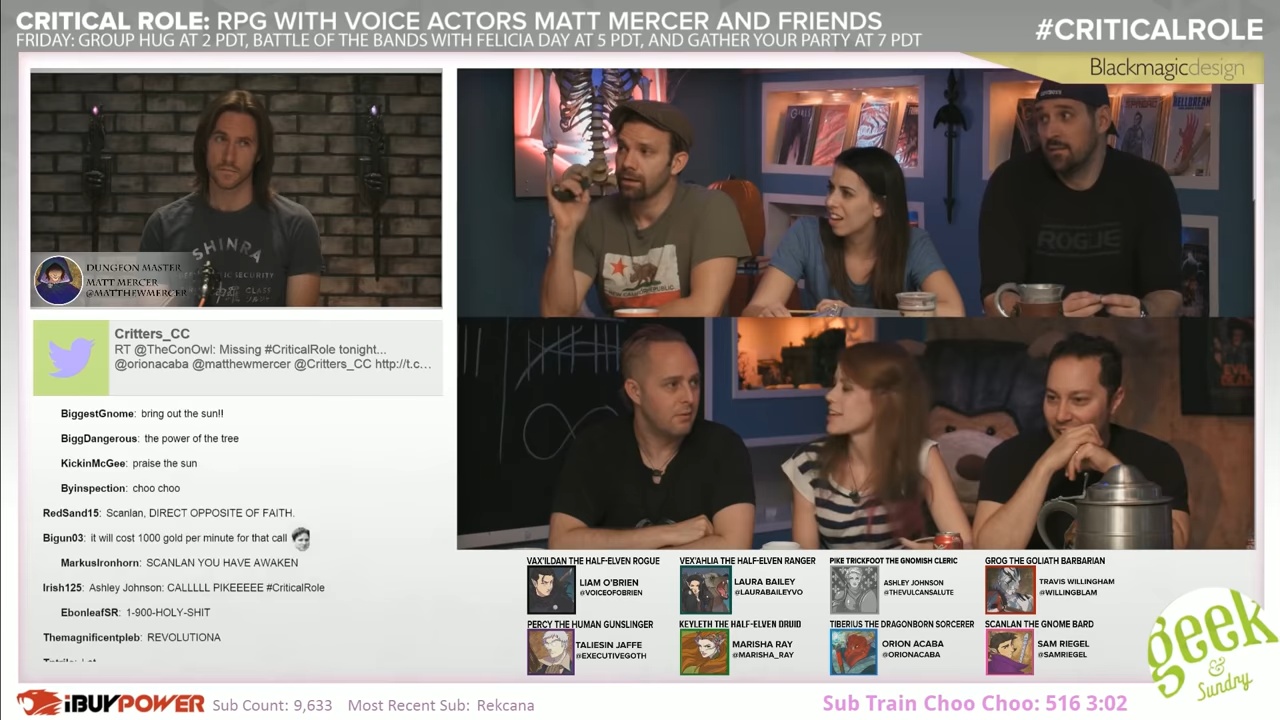 CRITICAL ROLE: RPG WITH VOICE ACTORS MATT MERCER AND FRIENDS
FRIDAY: GROUP HUG AT 2 PDT, BATTLE OF THE BANDS WITH FELICIA DAY AT 5 PDT, AND GATHER YOUR PARTY AT 7 PDT
#CRITICALROLE
Blackmagicdesign
SHINRA
SECURITY
DUNGEON MASTER
MATT MERCER
@MATTHEWMERCER
ROGUE
Critters_CC
RT @TheConOwl: Missing #CriticalRole tonight...
@orionacaba @matthewmercer @Critters_CC http://t.c...
BiggestGnome: bring out the sun!!
BiggDangerous: the power of the tree
KickinMcGee: praise the sun
Byinspection: choo choo
RedSand15: Scanlan, DIRECT OPPOSITE OF FAITH.
Bigun03: it will cost 1000 gold per minute for that call
MarkusIronhorn: SCANLAN YOU HAVE AWAKEN
Irish125: Ashley Johnson: CALLLLL PIKEEEEE #CriticalRole
EbonleafSR: 1-900-HOLY-SHIT
Themagnificentpleb: REVOLUTIONA
VAX'ILDAN THE HALF-ELVEN ROGUE
LIAM O'BRIEN
@VOICEOFOBRIEN
VEX'AHLIA THE HALF-ELVEN RANGER
LAURA BAILEY
@LAURABAILEYVO
PIKE TRICKFOOT THE GNOMISH CLERIC
ASHLEY JOHNSON
@THEVULCANSALUTE
GROG THE GOLIATH BARBARIAN
TRAVIS WILLINGHAM
@WILLINGBLAM
PERCY THE HUMAN GUNSLINGER
TALIESIN JAFFE
@EXECUTIVEGOTH
KEYLETH THE HALF-ELVEN DRUID
MARISHA RAY
@MARISHA_RAY
TIBERIUS THE DRAGONBORN SORCERER
ORION ACABA
@ORIONACABA
SCANLAN THE GNOME BARD
SAM RIEGEL
@SAMRIEGEL
geek
&
Sundry
iBUYPOWER
Sub Count: 9,633 Most Recent Sub: Rekcana
Sub Train Choo Choo: 516 3:02